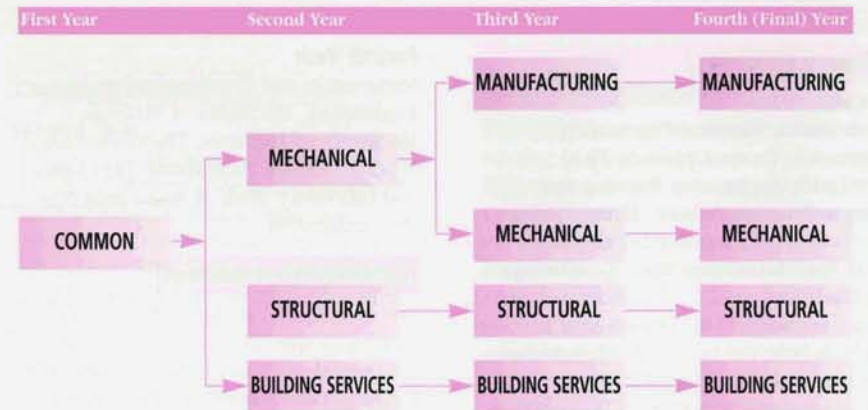 First Year Second Year Third Year Fourth (Final) Year
MANUFACTURING MANUFACTURING
MECHANICAL
COMMON
MECHANICAL MECHANICAL
STRUCTURAL STRUCTURAL STRUCTURAL
BUILDING SERVICES BUILDING SERVICES BUILDING SERVICES